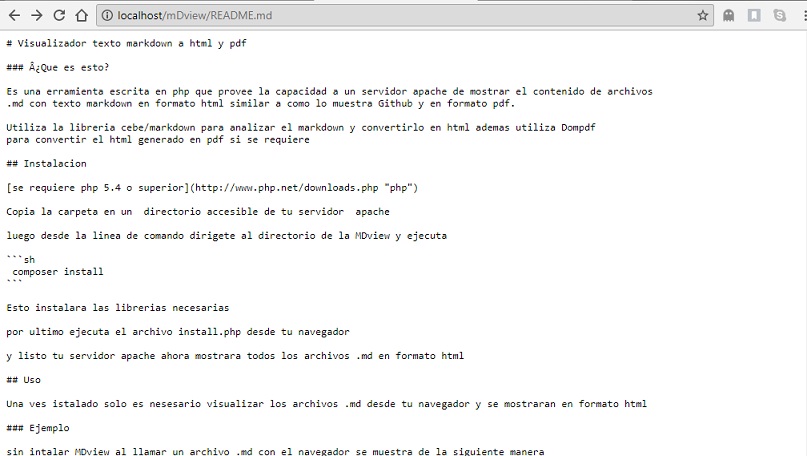 localhost/mDview/README.md
# Visualizador texto markdown a html y pdf
### Â¿Que es esto?
Es una erramienta escrita en php que provee la capacidad a un servidor apache de mostrar el contenido de archivos
.md con texto markdown en formato html similar a como lo muestra Github y en formato pdf.
Utiliza la libreria cebe/markdown para analizar el markdown y convertirlo en html ademas utiliza Dompdf
para convertir el html generado en pdf si se requiere
## Instalacion
[se requiere php 5.4 o superior](http://www.php.net/downloads.php "php")
Copia la carpeta en un  directorio accesible de tu servidor  apache
luego desde la linea de comando dirigete al directorio de la MDview y ejecuta
```sh
 composer install
```
Esto instalara las librerias necesarias
por ultimo ejecuta el archivo install.php desde tu navegador
y listo tu servidor apache ahora mostrara todos los archivos .md en formato html
## Uso
Una ves istalado solo es nesesario visualizar los archivos .md desde tu navegador y se mostraran en formato html
### Ejemplo
sin intalar MDview al llamar un archivo .md con el navegador se muestra de la siguiente manera